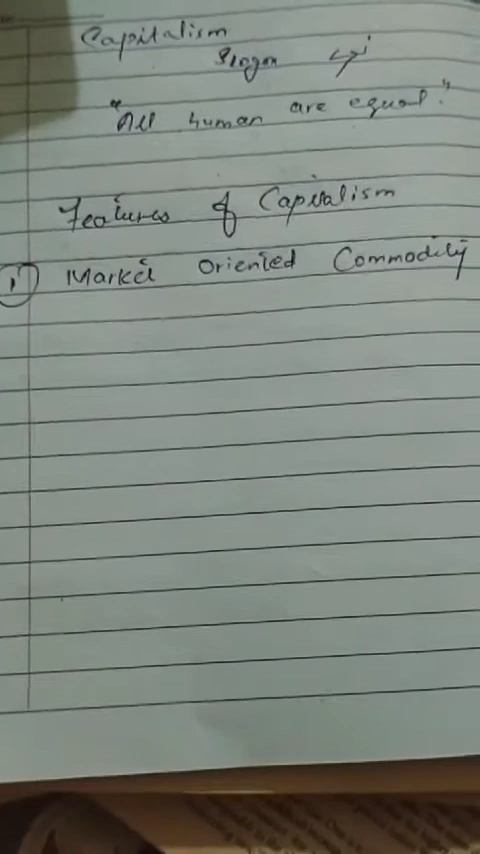 Capitalism
Slogan
"All human are equal."
Features of Capitalism
1 Market Oriented Commodity